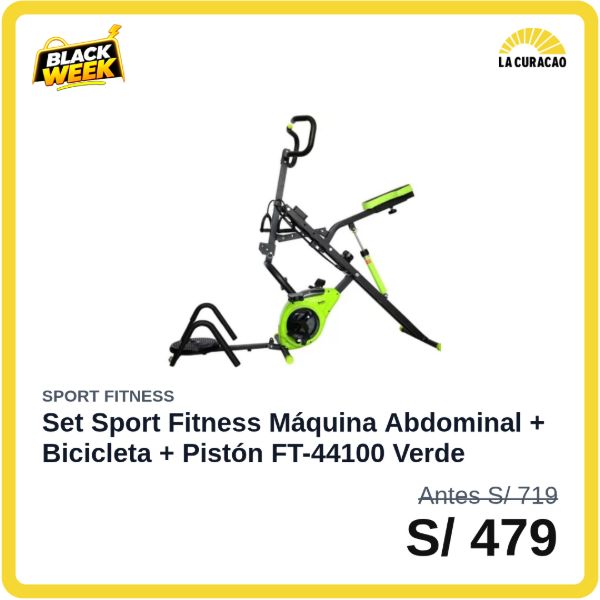 BLACK
WEEK
LA CURACAO
SPORT FITNESS
Set Sport Fitness Máquina Abdominal +
Bicicleta + Pistón FT-44100 Verde
Antes S/ 719
S/ 479